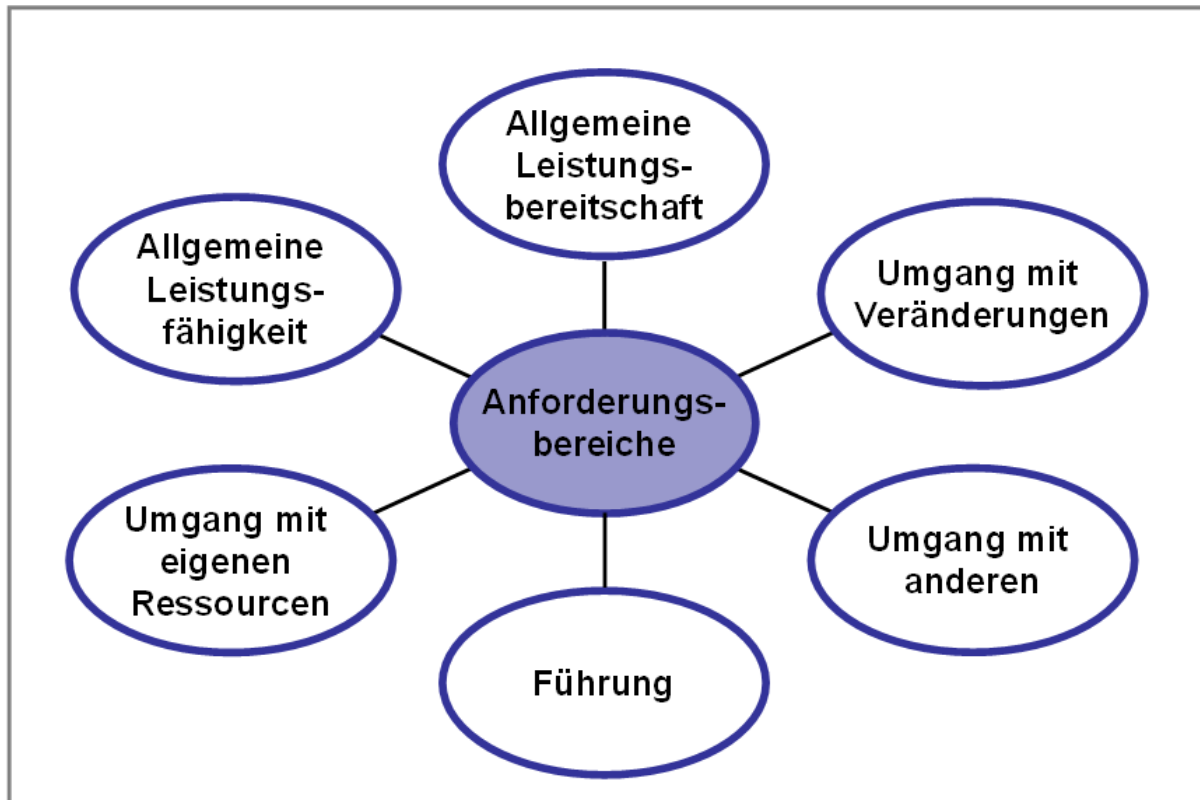 Allgemeine
Leistungs-
bereitschaft
Allgemeine
Leistungs-
fähigkeit
Umgang mit
Veränderungen
Anforderungs-
bereiche
Umgang mit
eigenen
Ressourcen
Umgang mit
anderen
Führung